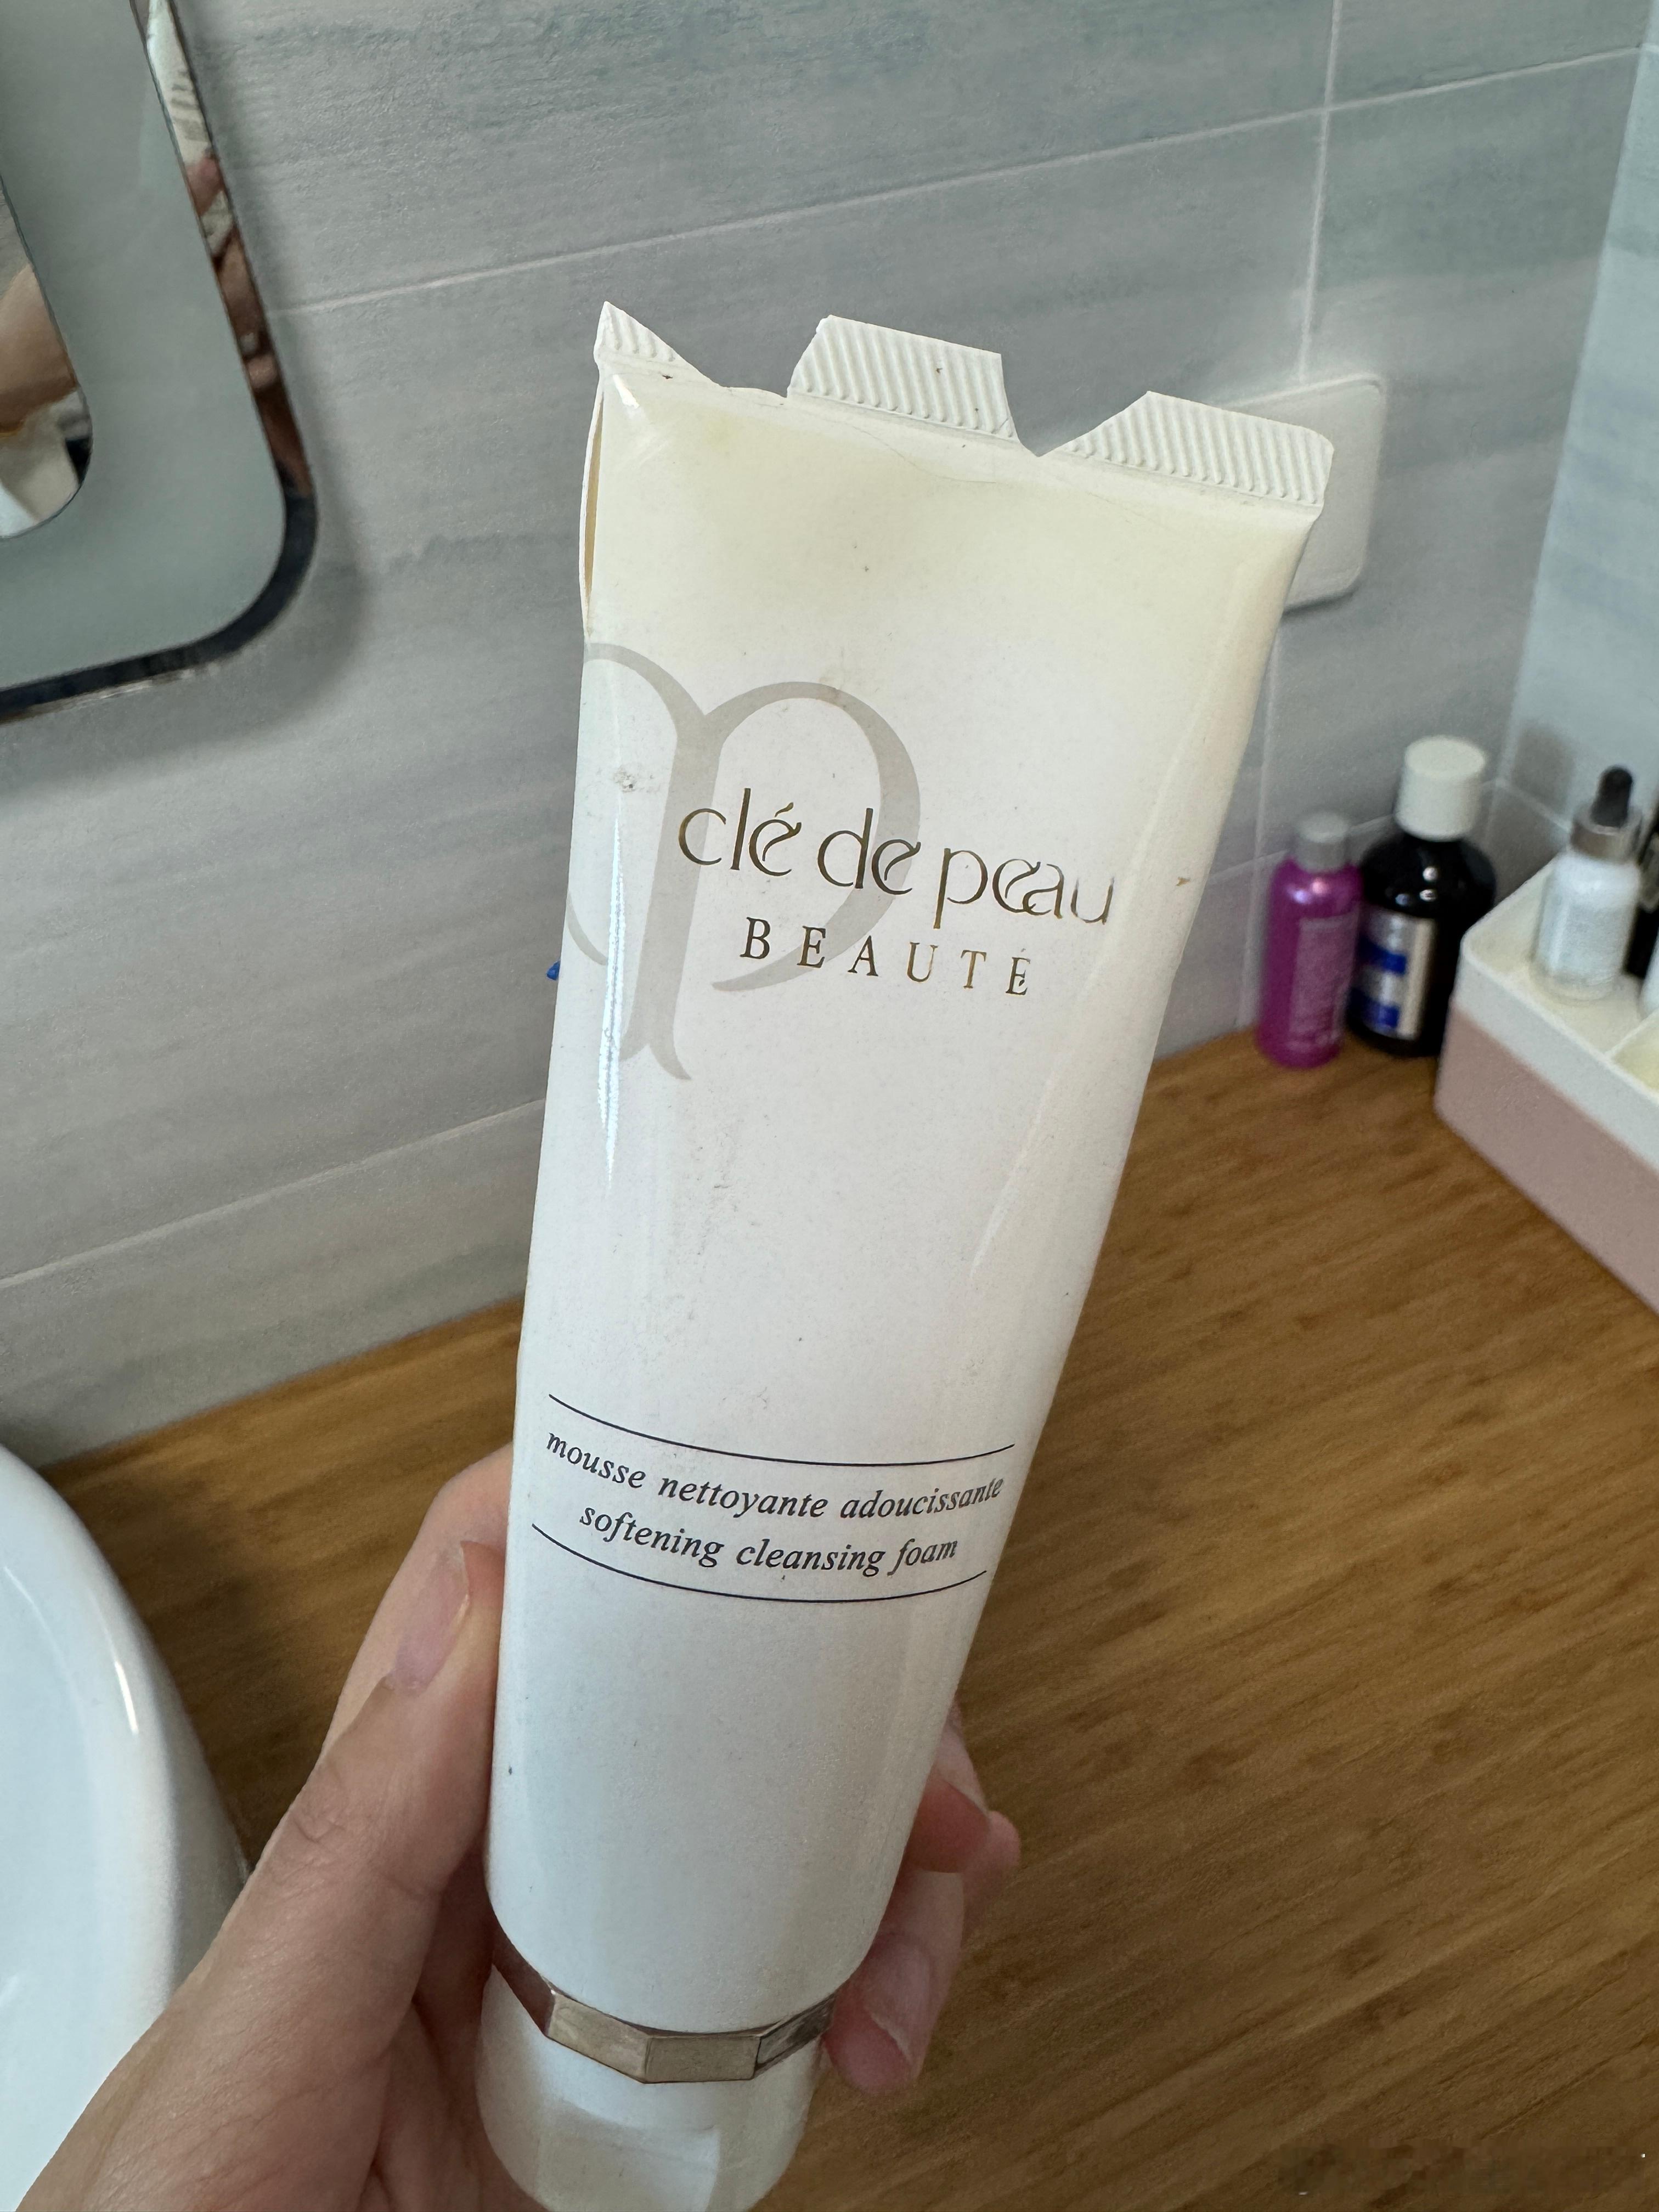 clé de peau
BEAUTÉ
mousse nettoyante adoucissante
softening cleansing foam